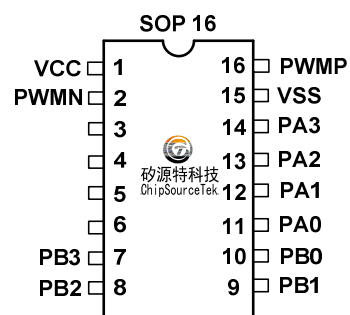 SOP 16
VCC 1 16 PWMP
PWMN 2 15 VSS
3 14 PA3
4 13 PA2
矽源特科技
ChipSourceTek
5 12 PA1
6 11 PA0
PB3 7 10 PB0
PB2 8 9 PB1